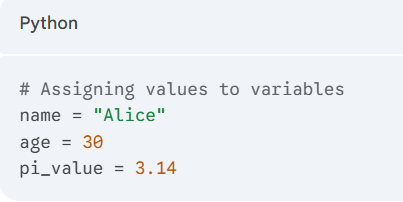 Python
# Assigning values to variables
name = "Alice"
age = 30
pi_value = 3.14